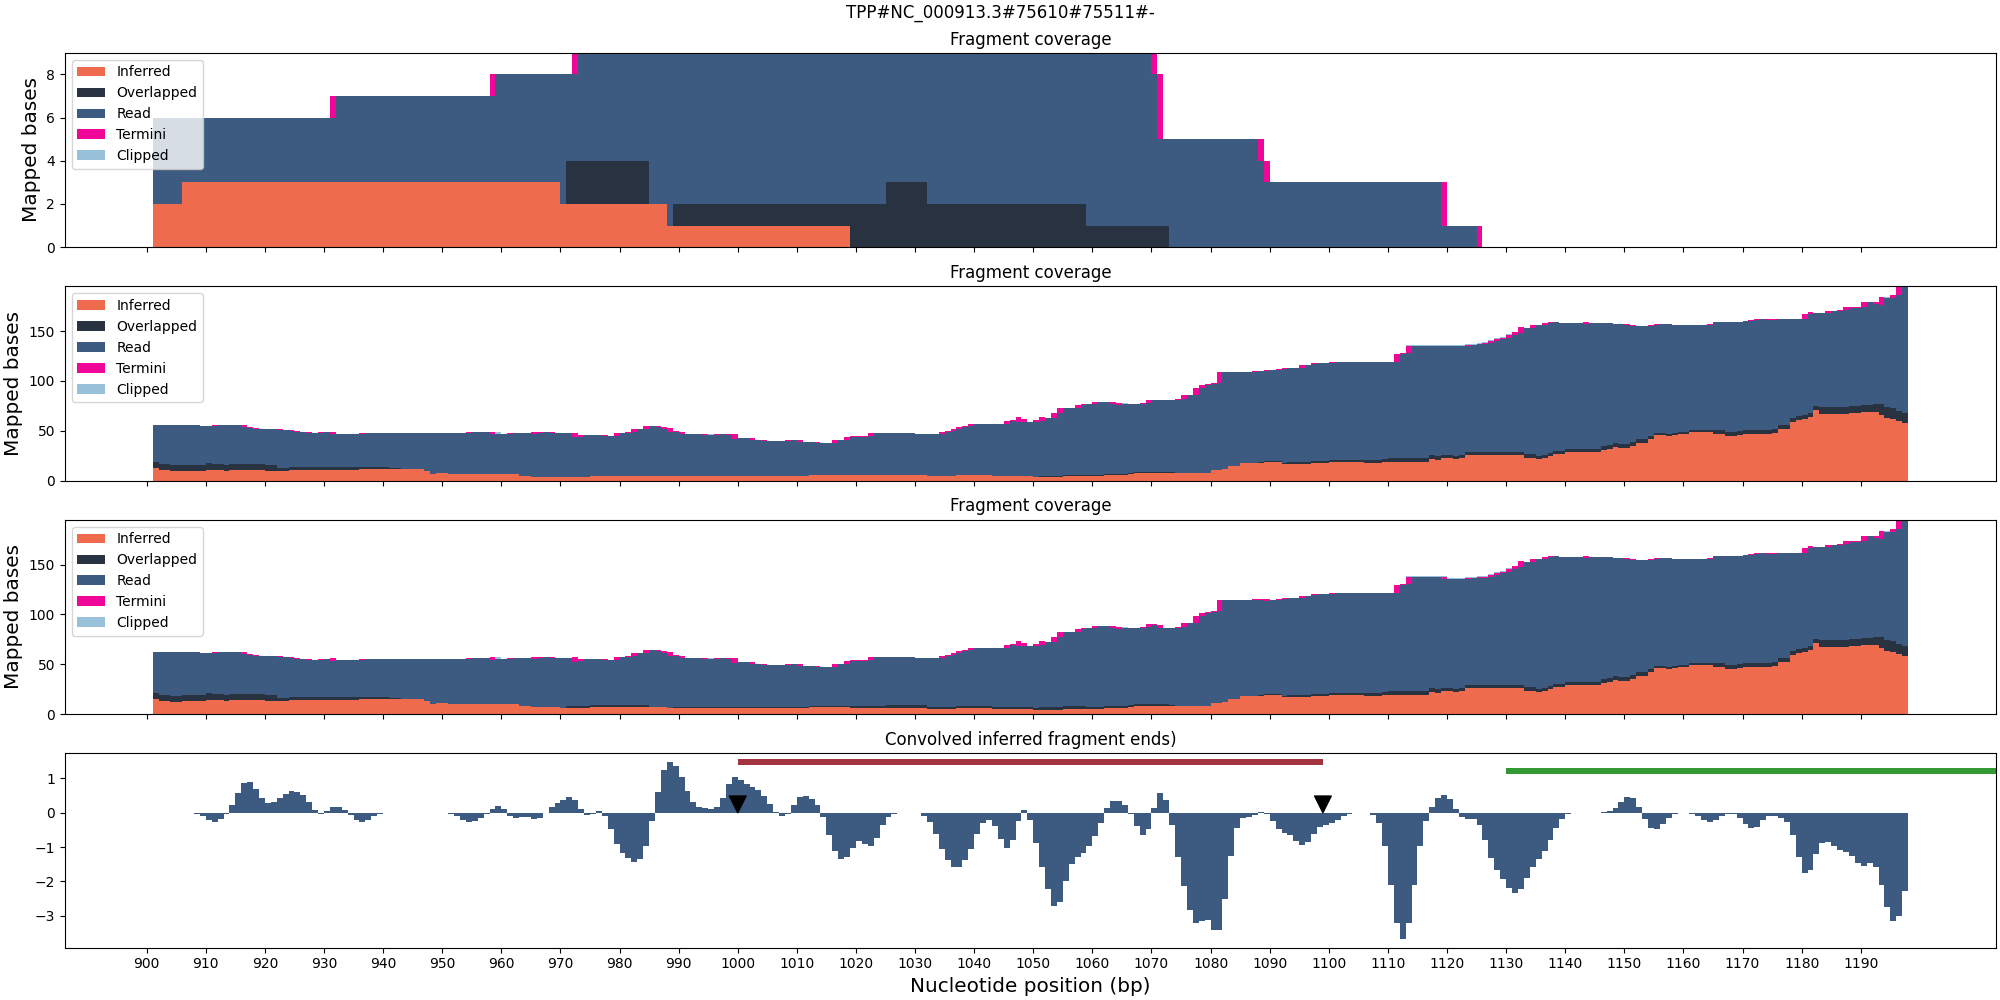 TPP#NC_000913.3#75610#75511#-
Fragment coverage
Mapped bases
8
6
4
2
0
Inferred
Overlapped
Read
Termini
Clipped
Fragment coverage
Mapped bases
150
100
50
0
Inferred
Overlapped
Read
Termini
Clipped
Fragment coverage
Mapped bases
150
100
50
0
Inferred
Overlapped
Read
Termini
Clipped
Convolved inferred fragment ends)
1
0
−1
−2
−3
900 910 920 930 940 950 960 970 980 990 1000 1010 1020 1030 1040 1050 1060 1070 1080 1090 1100 1110 1120 1130 1140 1150 1160 1170 1180 1190
Nucleotide position (bp)